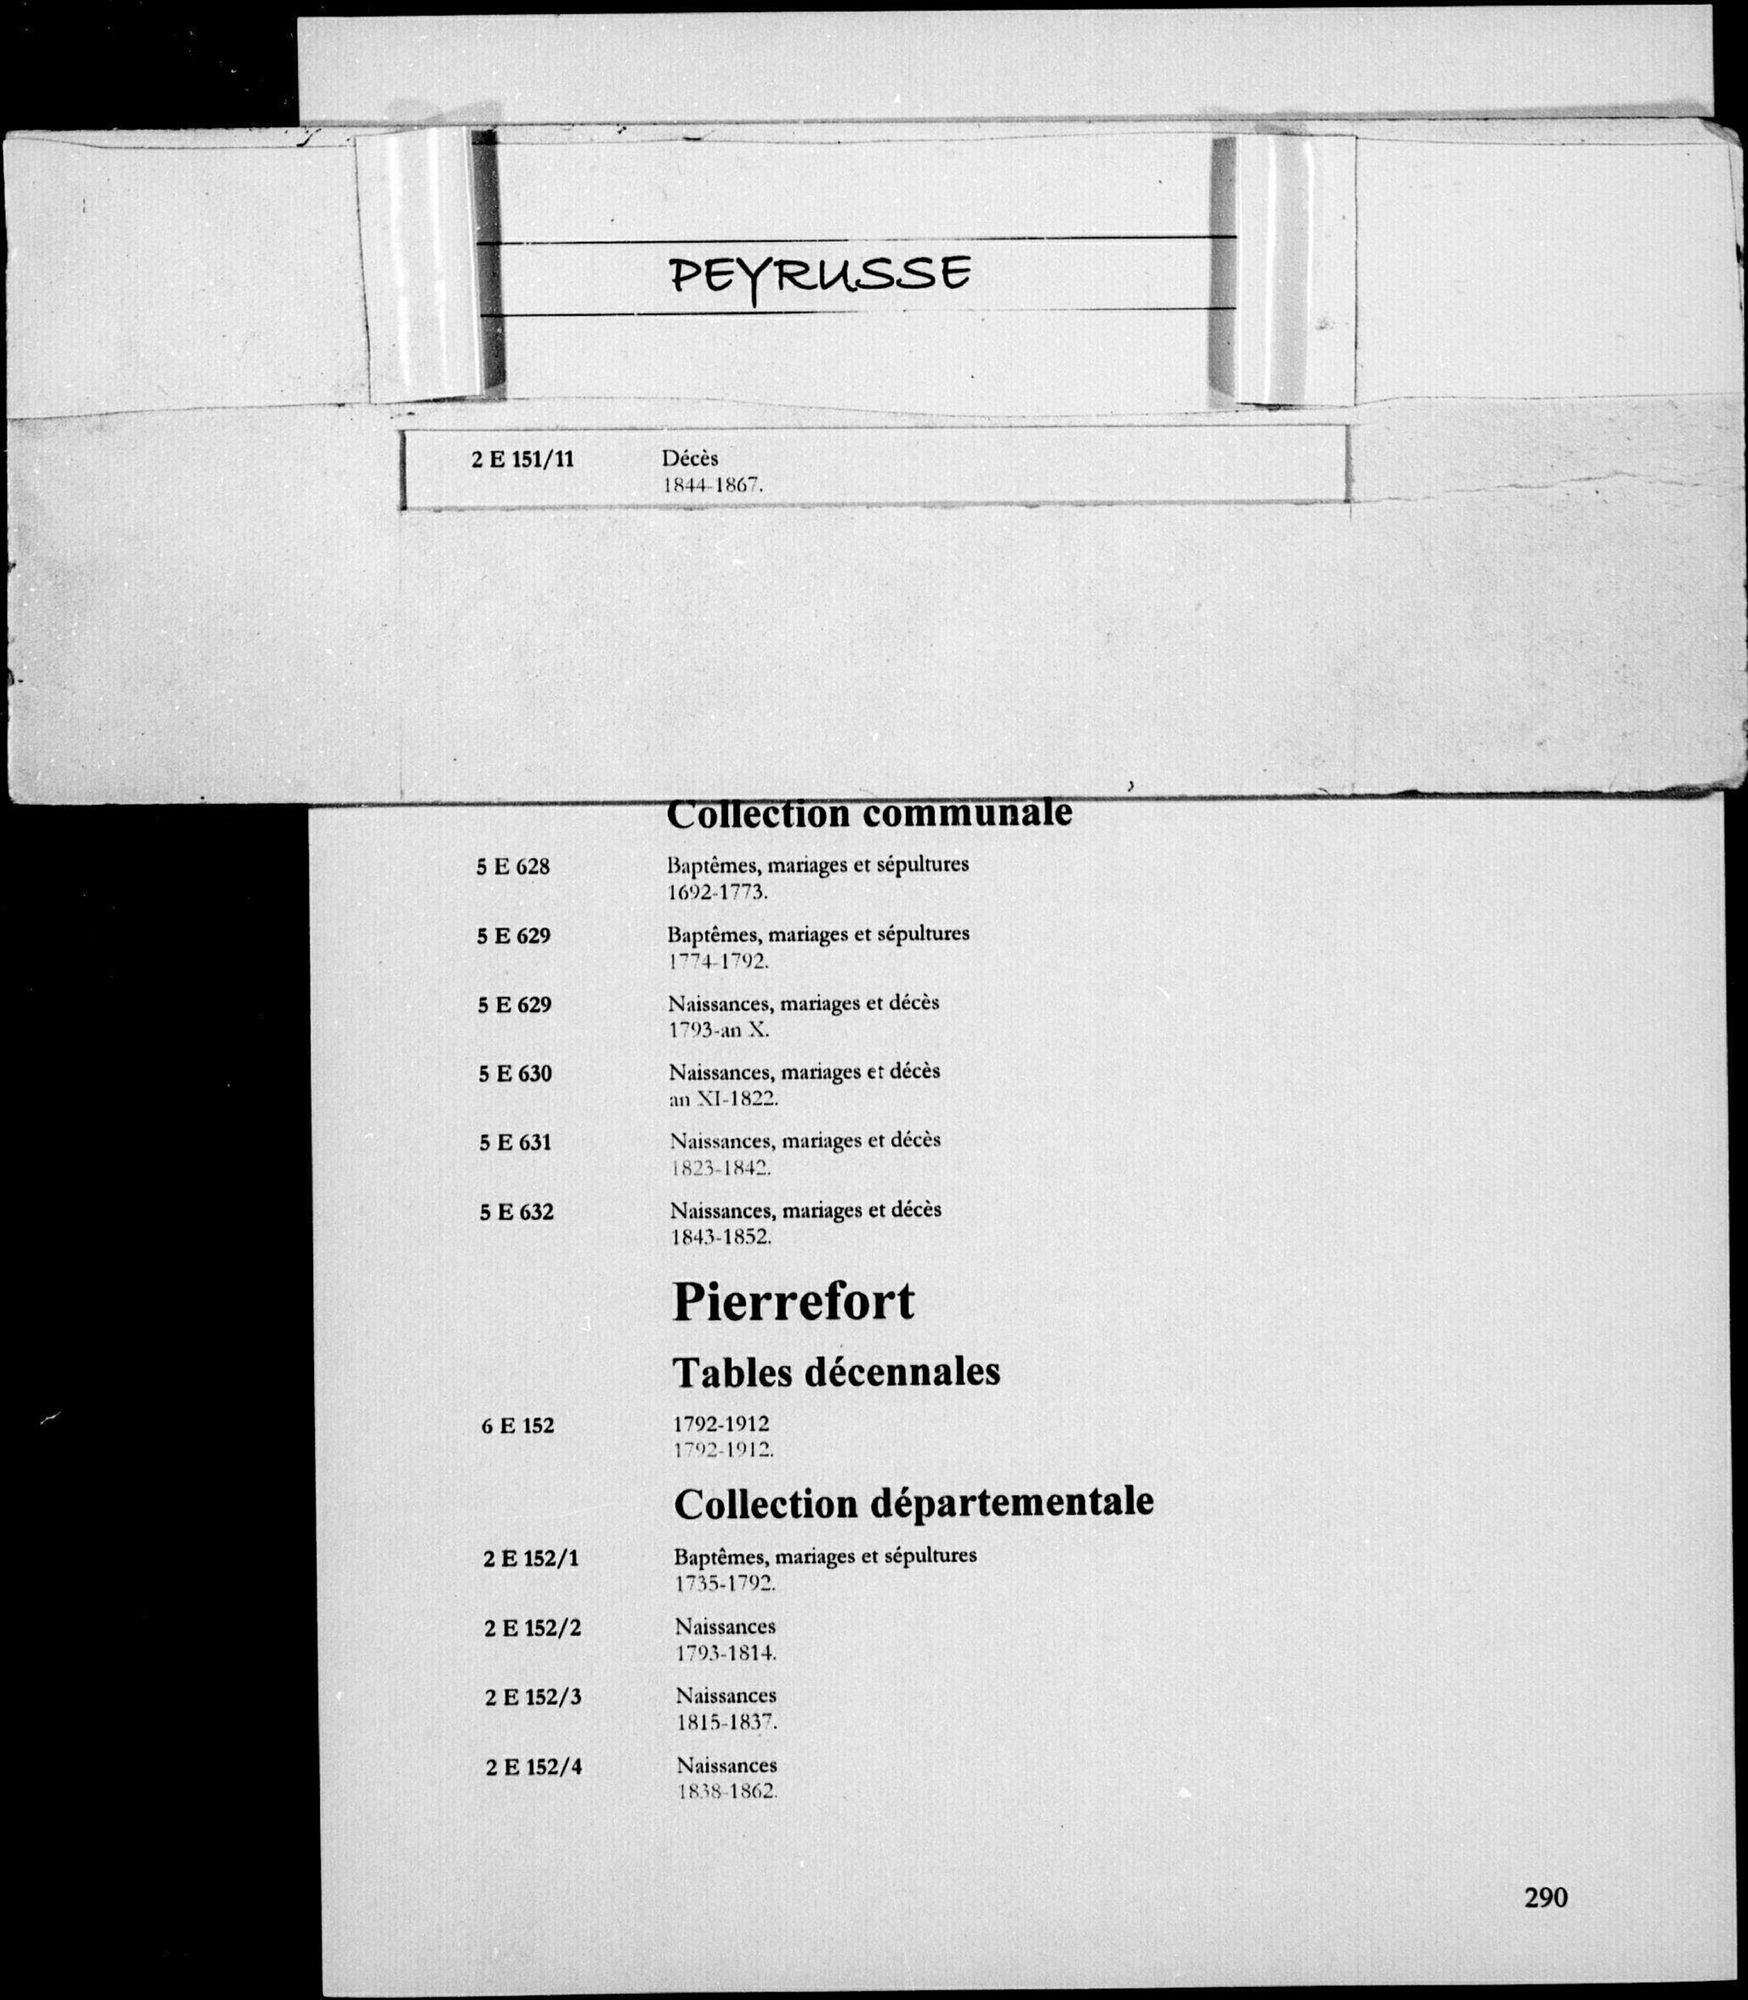 PEYRUSSE
2 E 151/11 Décès
1844-1867.
Collection communale
5 E 628 Baptêmes, mariages et sépultures
1692-1773.
5 E 629 Baptêmes, mariages et sépultures
1774-1792.
5 E 629 Naissances, mariages et décès
1793-an X.
5 E 630 Naissances, mariages et décès
an XI-1822.
5 E 631 Naissances, mariages et décès
1823-1842.
5 E 632 Naissances, mariages et décès
1843-1852.
Pierrefort
Tables décennales
6 E 152 1792-1912
1792-1912.
Collection départementale
2 E 152/1 Baptêmes, mariages et sépultures
1735-1792.
2 E 152/2 Naissances
1793-1814.
2 E 152/3 Naissances
1815-1837.
2 E 152/4 Naissances
1838-1862.
290